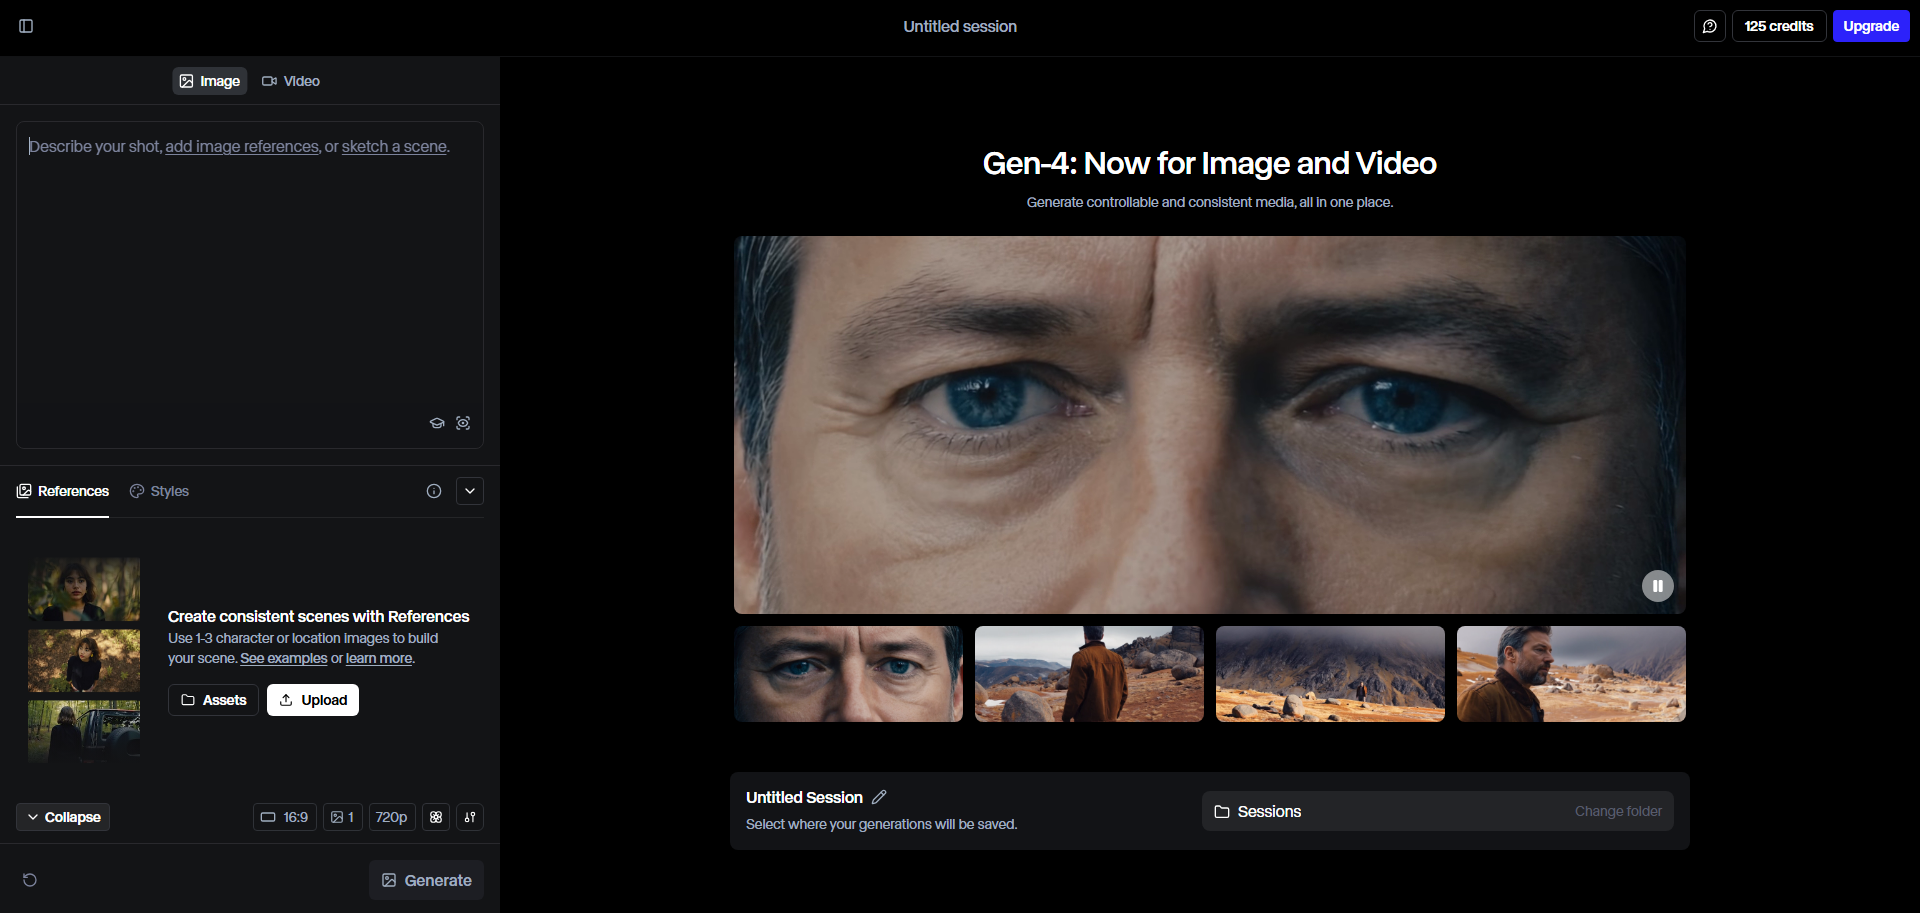 Untitled session
125 credits
Upgrade
Image
Video
Describe your shot, add image references, or sketch a scene.
References
Styles
Create consistent scenes with References
Use 1-3 character or location images to build
your scene. See examples or learn more.
Assets
Upload
Collapse
16:9
1
720p
Generate
Gen-4: Now for Image and Video
Generate controllable and consistent media, all in one place.
Untitled Session
Select where your generations will be saved.
Sessions
Change folder